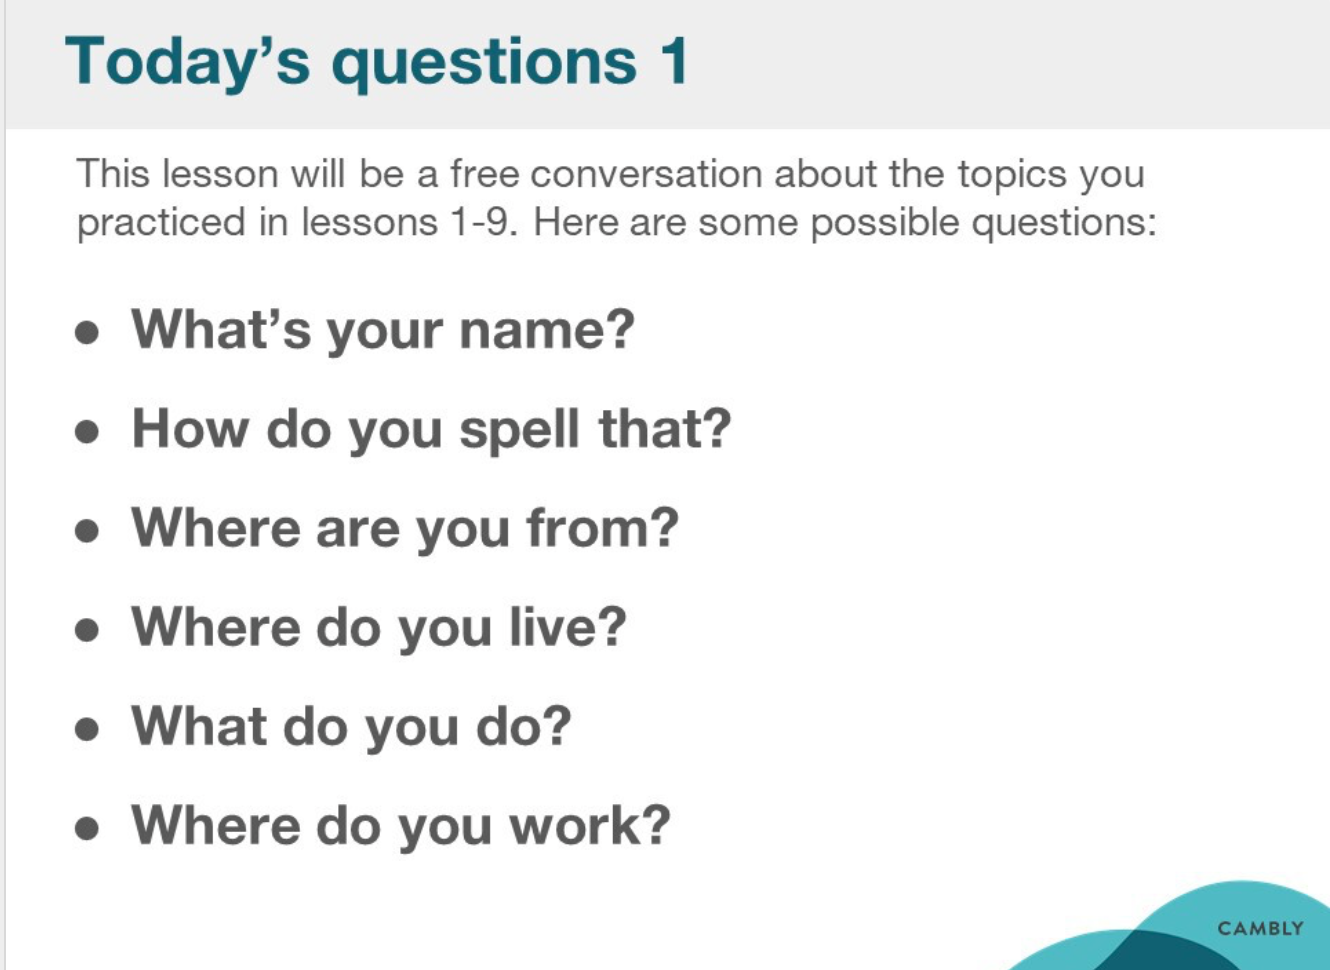 Today’s questions 1
This lesson will be a free conversation about the topics you
practiced in lessons 1-9. Here are some possible questions:
● What’s your name?
● How do you spell that?
● Where are you from?
● Where do you live?
● What do you do?
● Where do you work?
CAMBLY